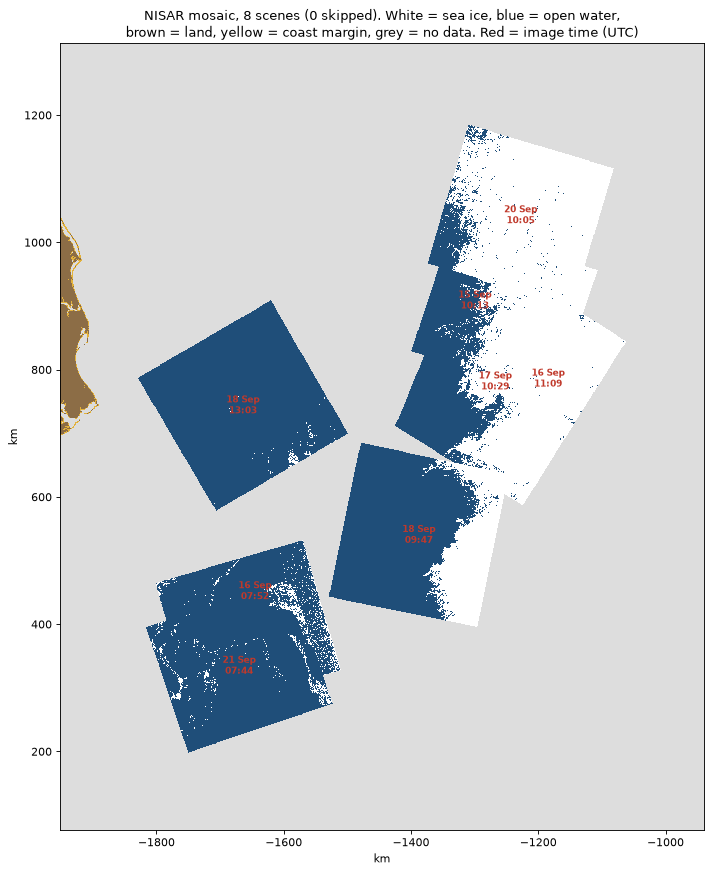 NISAR mosaic, 8 scenes (0 skipped). White = sea ice, blue = open water,
brown = land, yellow = coast margin, grey = no data. Red = image time (UTC)
1200
1000
800
600
400
200
km
20 Sep
10:05
17 Sep
10:29
16 Sep
11:09
18 Sep
13:03
18 Sep
09:47
16 Sep
07:52
21 Sep
07:44
−1800
−1600
−1400
−1200
−1000
km